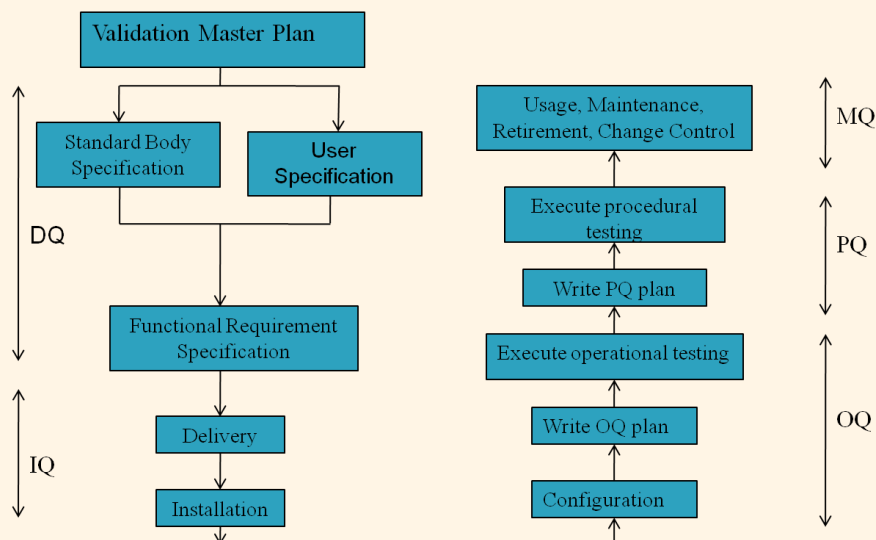 Validation Master Plan
Standard Body
Specification
User
Specification
DQ
Functional Requirement
Specification
Delivery
IQ
Installation
Usage, Maintenance,
Retirement, Change Control
MQ
Execute procedural
testing
PQ
Write PQ plan
Execute operational testing
Write OQ plan
OQ
Configuration